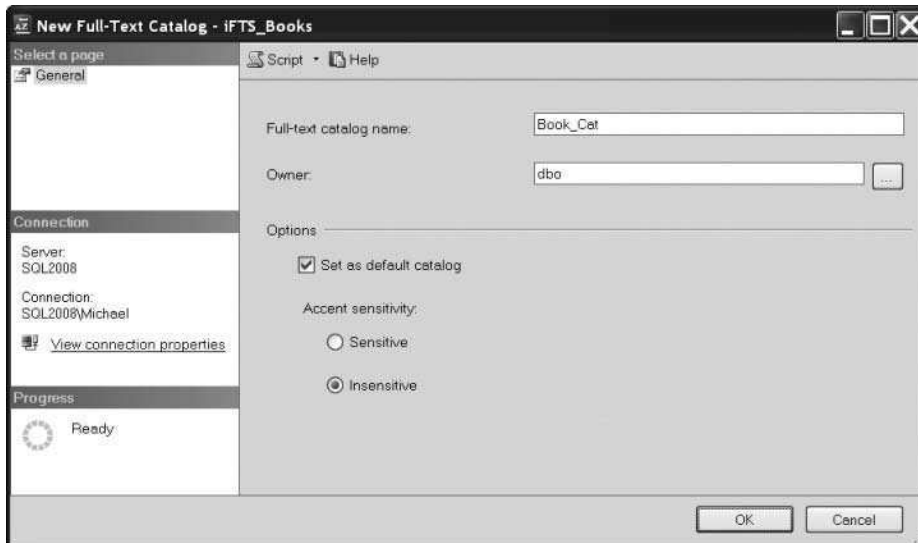 New Full-Text Catalog - iFTS_Books
Select a page
General
Script
Help
Full-text catalog name:
Book_Cat
Owner:
dbo
...
Options
Set as default catalog
Accent sensitivity:
Sensitive
Insensitive
Connection
Server:
SQL2008
Connection:
SQL2008\Michael
View connection properties
Progress
Ready
OK
Cancel